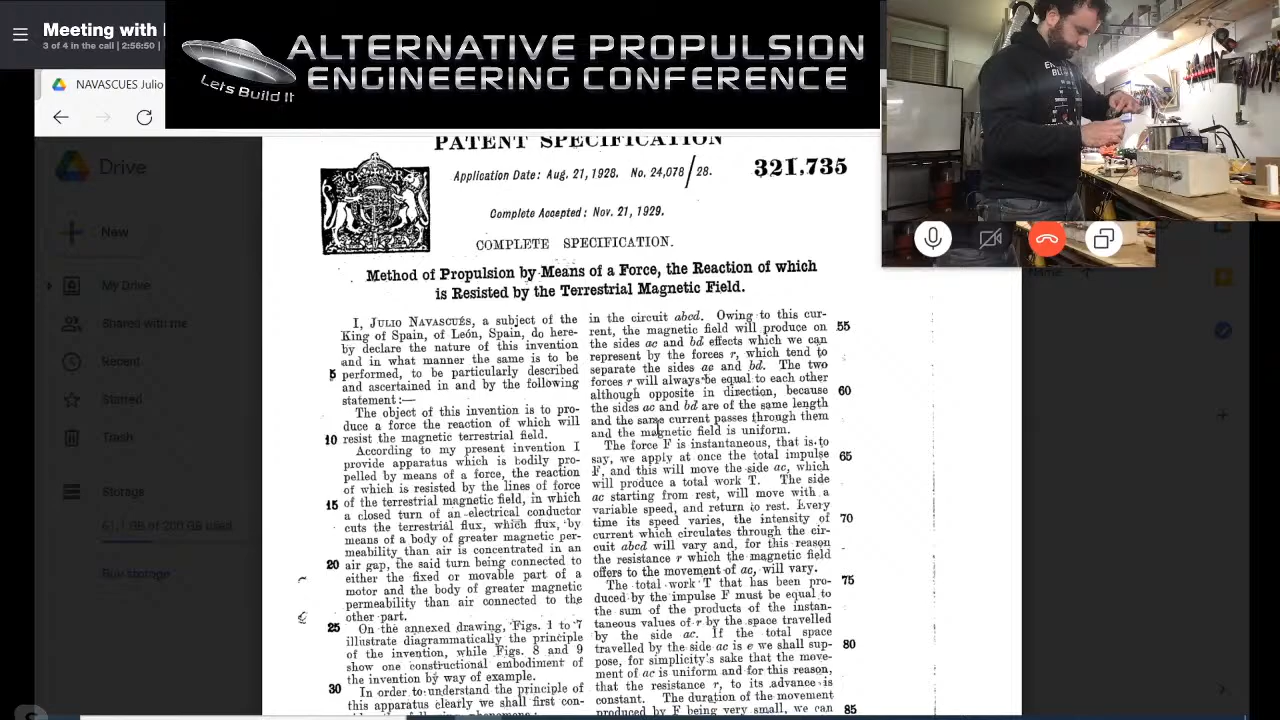 Meeting with
3 of 4 in the call | 2:56:50 |
ALTERNATIVE PROPULSION
ENGINEERING CONFERENCE
Let's Build It
NAVASCUES Julio
Drive
New
My Drive
Shared with me
Recent
Starred
Trash
Storage
61,1 GB of 200 GB used
Buy storage
Name
PATENT SPECIFICATION
Application Date: Aug. 21, 1928. No. 24,078/28.
321,735
Complete Accepted: Nov. 21, 1929.
COMPLETE SPECIFICATION.
Method of Propulsion by Means of a Force, the Reaction of which
is Resisted by the Terrestrial Magnetic Field.
I, JULIO NAVASCUÉS, a subject of the
King of Spain, of León, Spain, do here-
by declare the nature of this invention
and in what manner the same is to be
5 performed, to be particularly described
and ascertained in and by the following
statement:—
The object of this invention is to pro-
duce a force the reaction of which will
10 resist the magnetic terrestrial field.
According to my present invention I
provide apparatus which is bodily pro-
pelled by means of a force, the reaction
of which is resisted by the lines of force
15 of the terrestrial magnetic field, in which
a closed turn of an electrical conductor
cuts the terrestrial flux, which flux, by
means of a body of greater magnetic per-
meability than air is concentrated in an
20 air gap, the said turn being connected to
either the fixed or movable part of a
motor and the body of greater magnetic
permeability than air connected to the
other part.
25 On the annexed drawing, Figs. 1 to 7
illustrate diagrammatically the principle
of the invention, while Figs. 8 and 9
show one constructional embodiment of
the invention by way of example.
30 In order to understand the principle of
this apparatus clearly we shall first con-
in the circuit abcd. Owing to this cur-
rent, the magnetic field will produce on 55
the sides ac and bd effects which we can
represent by the forces r, which tend to
separate the sides ac and bd. The two
forces r will always be equal to each other
although opposite in direction, because 60
the sides ac and bd are of the same length
and the same current passes through them
and the magnetic field is uniform.
The force F is instantaneous, that is to
say, we apply at once the total impulse 65
F, and this will move the side ac, which
will produce a total work T. The side
ac starting from rest, will move with a
variable speed, and return to rest. Every
time its speed varies, the intensity of 70
current which circulates through the cir-
cuit abcd will vary and, for this reason
the resistance r which the magnetic field
offers to the movement of ac, will vary.
The total work T that has been pro- 75
duced by the impulse F must be equal to
the sum of the products of the instan-
taneous values of r by the space travelled
by the side ac. If the total space
travelled by the side ac is e we shall sup- 80
pose, for simplicity's sake that the move-
ment of ac is uniform and for this reason,
that the resistance r, to its advance is
constant. The duration of the movement
produced by F being very small, we can 85